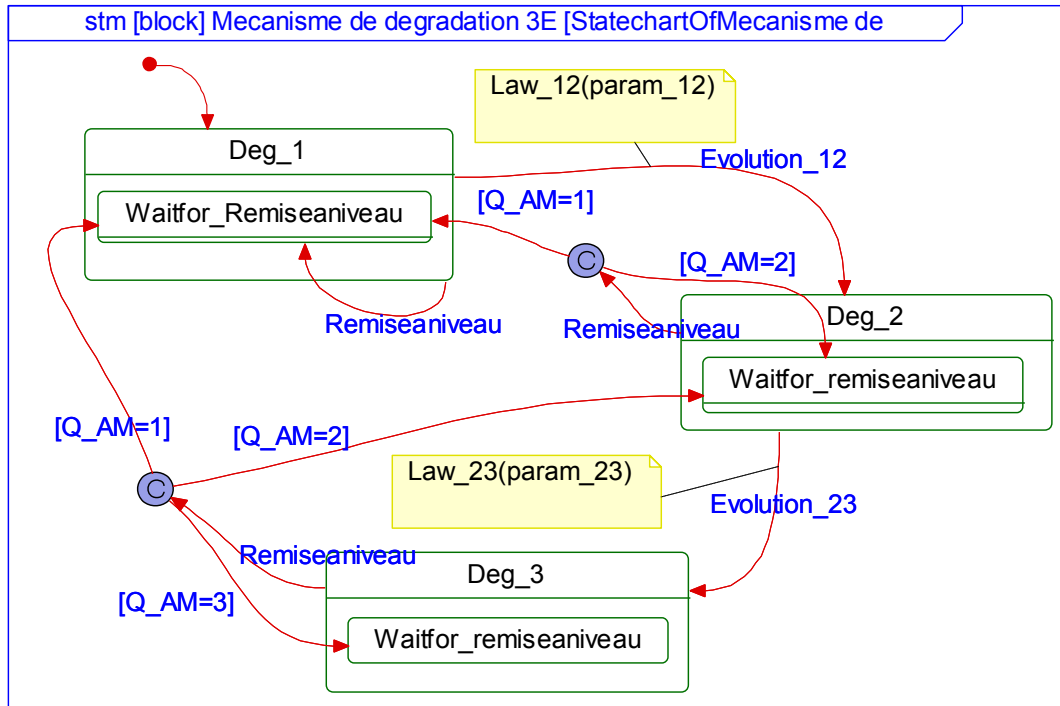 stm [block] Mecanisme de degradation 3E [StatechartOfMecanisme de
Law_12(param_12)
Deg_1
Evolution_12
Waitfor_Remiseaniveau
[Q_AM=1]
C
[Q_AM=2]
Remiseaniveau
Remiseaniveau
Deg_2
Waitfor_remiseaniveau
[Q_AM=1]
[Q_AM=2]
Law_23(param_23)
C
Evolution_23
Remiseaniveau
Deg_3
[Q_AM=3]
Waitfor_remiseaniveau